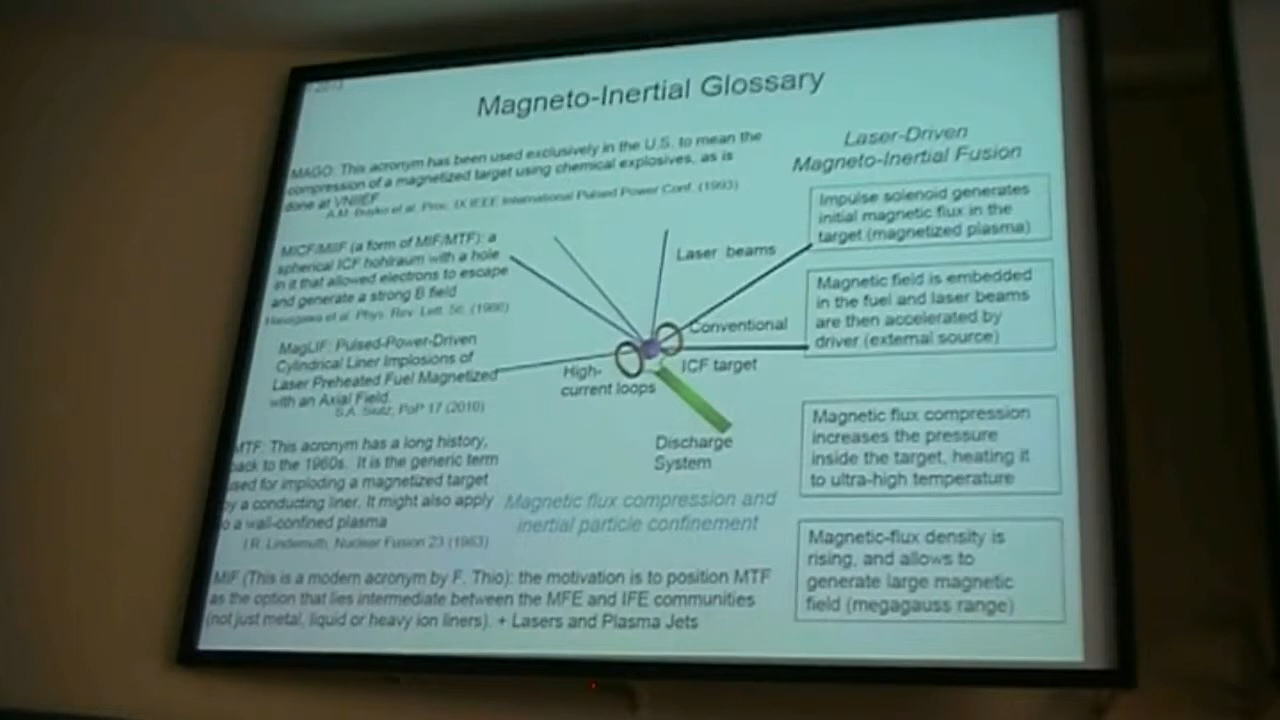 Magneto-Inertial Glossary
MAGO: This acronym has been used exclusively in the U.S. to mean the
compression of a magnetized target using chemical explosives, as is
done at VNIIEF
A.M. et al. Proc. IX IEEE International Pulsed Power Conf. (1993)
MICF/MIIF (a form of MIF/MTF): a
spherical ICF hohlraum with a hole
in it that allowed electrons to escape
and generate a strong B field
Hasegawa et al. Phys. Rev. Lett. 56. (1986)
MagLIF: Pulsed-Power-Driven
Cylindrical Liner Implosions of
Laser Preheated Fuel Magnetized
with an Axial Field.
S.A. Slutz, PoP 17 (2010)
MTF: This acronym has a long history,
back to the 1960s. It is the generic term
used for imploding a magnetized target
by a conducting liner. It might also apply
to a wall-confined plasma
I.R. Lindemuth, Nuclear Fusion 23 (1983)
MIF (This is a modern acronym by F. Thio): the motivation is to position MTF
as the option that lies intermediate between the MFE and IFE communities
(not just metal, liquid or heavy ion liners). + Lasers and Plasma Jets
Laser beams
Conventional
ICF target
High-
current loops
Discharge
System
Magnetic flux compression and
inertial particle confinement
Laser-Driven
Magneto-Inertial Fusion
Impulse solenoid generates
initial magnetic flux in the
target (magnetized plasma)
Magnetic field is embedded
in the fuel and laser beams
are then accelerated by
driver (external source)
Magnetic flux compression
increases the pressure
inside the target, heating it
to ultra-high temperature
Magnetic-flux density is
rising, and allows to
generate large magnetic
field (megagauss range)